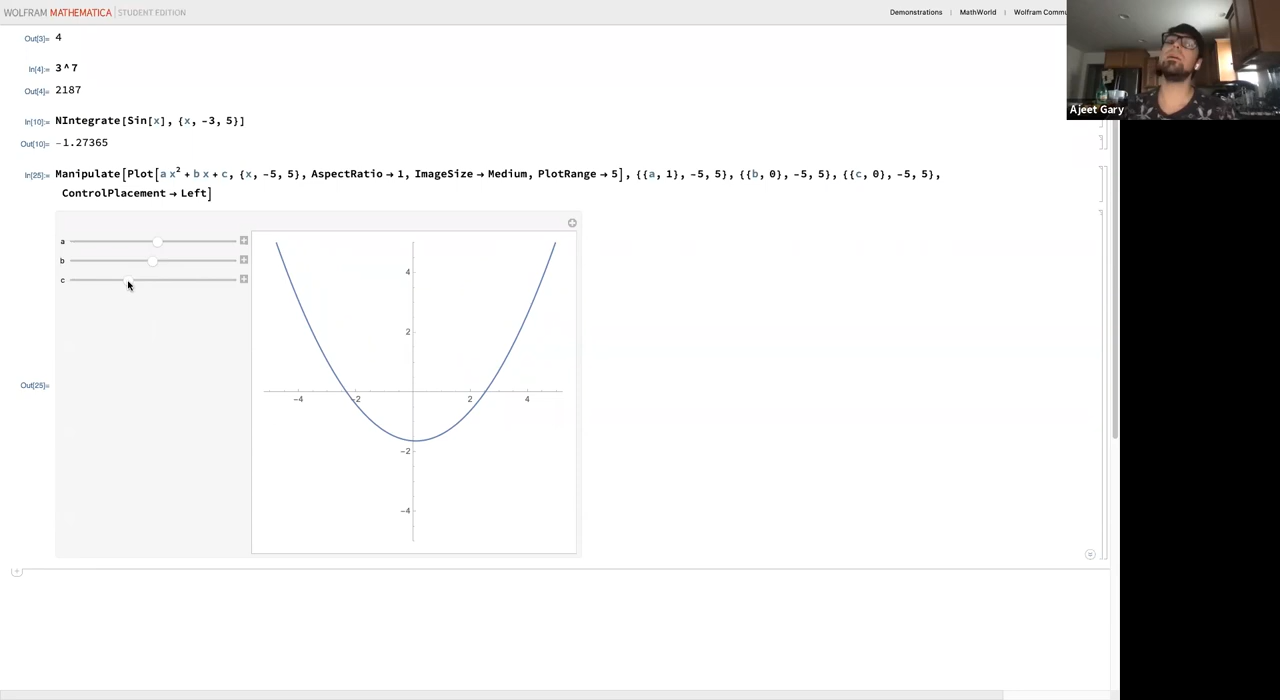 WOLFRAM MATHEMATICA | STUDENT EDITION
Demonstrations | MathWorld | Wolfram Commu
Ajeet Gary
Out[3]= 4
In[4]:= 3^7
Out[4]= 2187
In[10]:= NIntegrate[Sin[x], {x, -3, 5}]
Out[10]= -1.27365
In[25]:= Manipulate[Plot[a x² + b x + c, {x, -5, 5}, AspectRatio → 1, ImageSize → Medium, PlotRange → 5], {{a, 1}, -5, 5}, {{b, 0}, -5, 5}, {{c, 0}, -5, 5},
ControlPlacement → Left]
a
b
c
4
2
-4 -2 2 4
-2
-4
Out[25]=